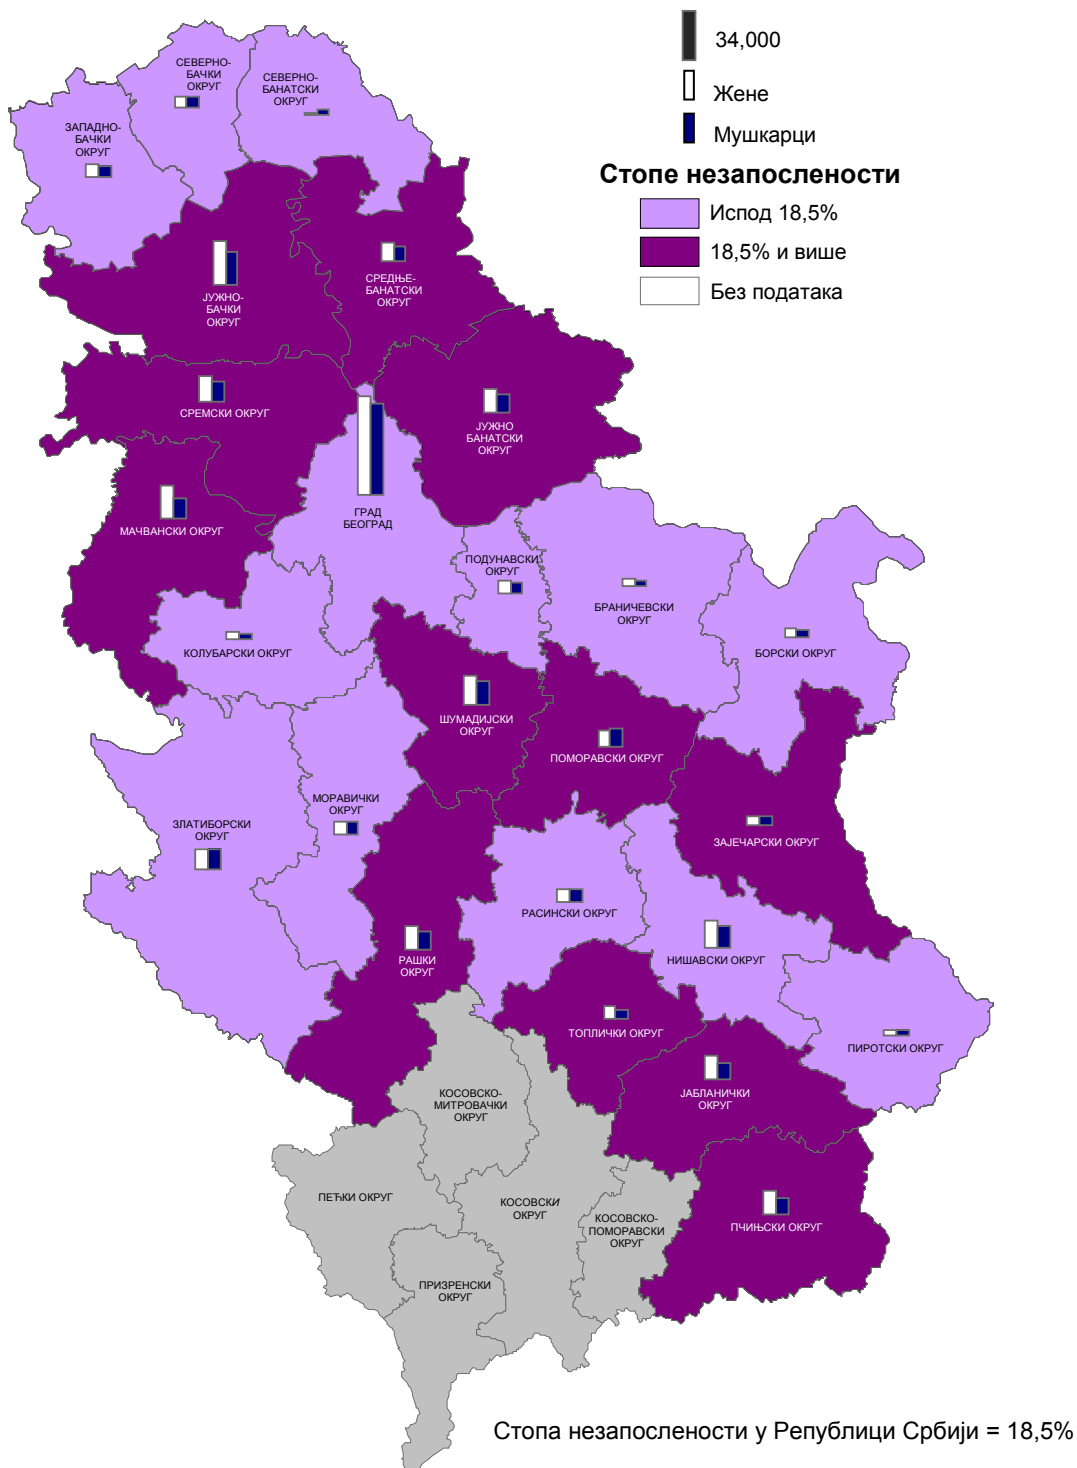 34,000
Жене
Мушкарци
Стопе незапослености
Испод 18,5%
18,5% и више
Без података
СЕВЕРНО-
БАЧКИ
ОКРУГ
СЕВЕРНО-
БАНАТСКИ
ОКРУГ
ЗАПАДНО-
БАЧКИ
ОКРУГ
ЈУЖНО-
БАЧКИ
ОКРУГ
СРЕДЊЕ-
БАНАТСКИ
ОКРУГ
СРЕМСКИ ОКРУГ
ЈУЖНО
БАНАТСКИ
ОКРУГ
МАЧВАНСКИ ОКРУГ
ГРАД
БЕОГРАД
ПОДУНАВСКИ
ОКРУГ
БРАНИЧЕВСКИ
ОКРУГ
БОРСКИ ОКРУГ
КОЛУБАРСКИ ОКРУГ
ШУМАДИЈСКИ
ОКРУГ
ПОМОРАВСКИ ОКРУГ
МОРАВИЧКИ
ОКРУГ
ЗЛАТИБОРСКИ
ОКРУГ
ЗАЈЕЧАРСКИ ОКРУГ
РАСИНСКИ ОКРУГ
РАШКИ
ОКРУГ
НИШАВСКИ ОКРУГ
ТОПЛИЧКИ ОКРУГ
ПИРОТСКИ ОКРУГ
ЈАБЛАНИЧКИ
ОКРУГ
КОСОВСКО-
МИТРОВАЧКИ
ОКРУГ
ПЕЋКИ ОКРУГ
КОСОВСКИ
ОКРУГ
КОСОВСКО-
ПОМОРАВСКИ
ОКРУГ
ПЧИЊСКИ ОКРУГ
ПРИЗРЕНСКИ
ОКРУГ
Стопа незапослености у Републици Србији = 18,5%